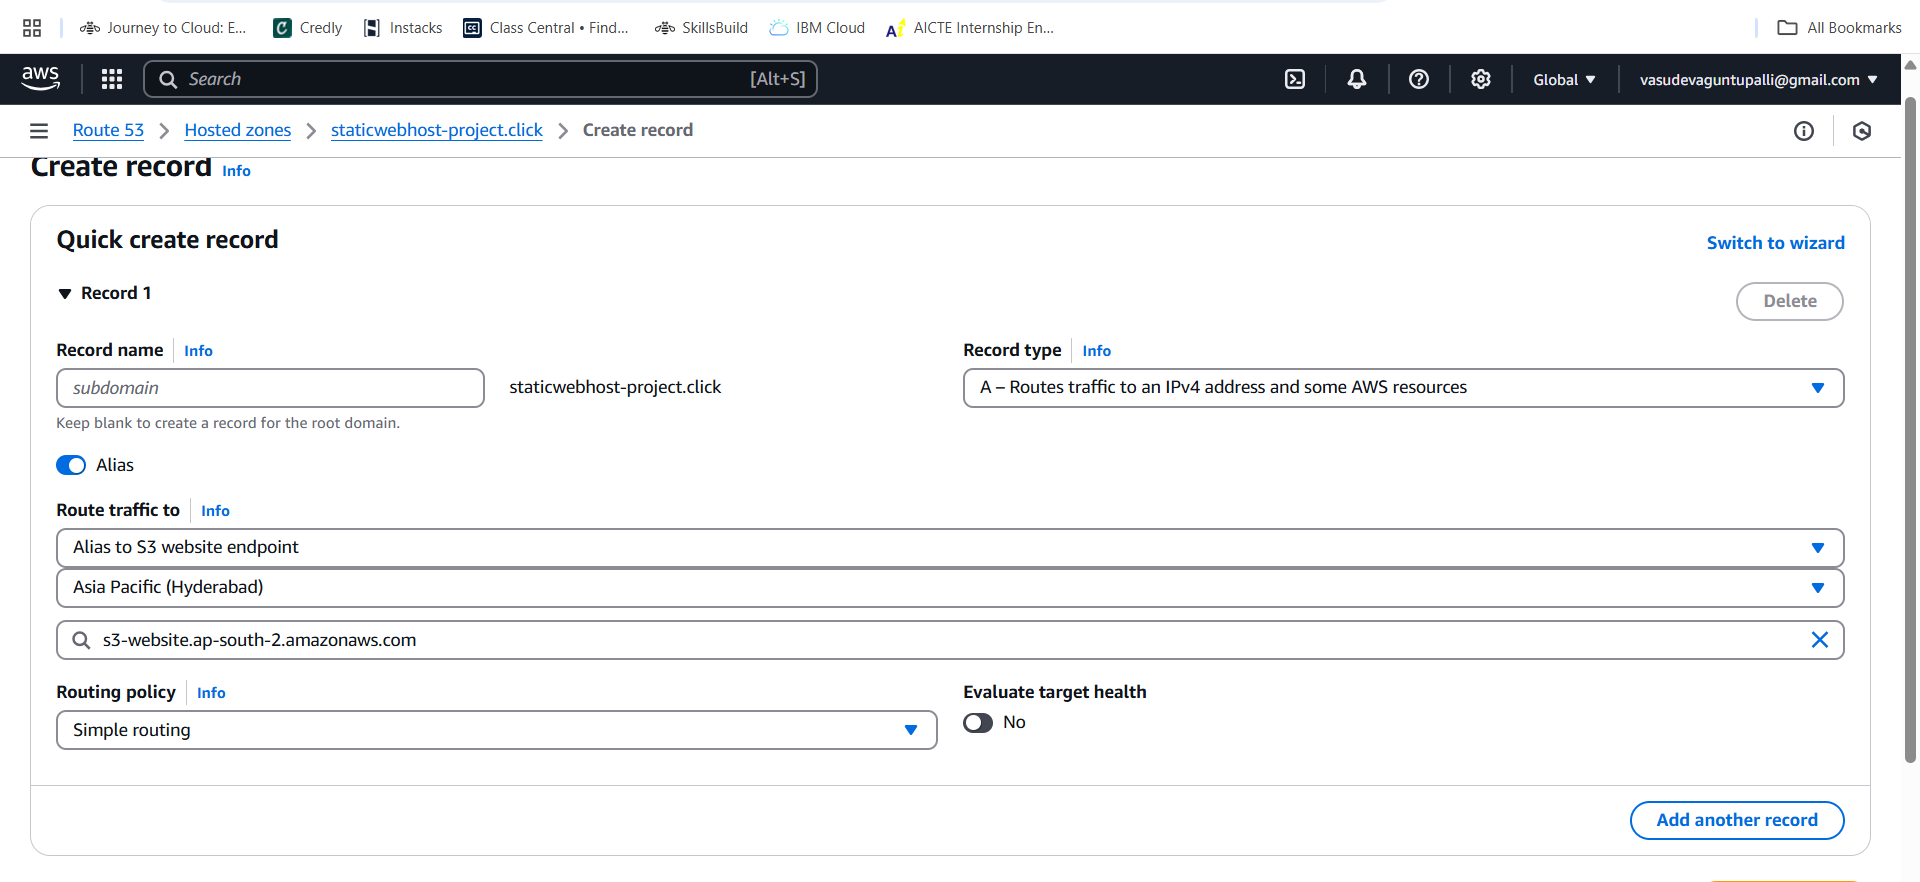 Journey to Cloud: E... Credly Instacks Class Central • Find... SkillsBuild IBM Cloud AICTE Internship En... All Bookmarks
aws Search [Alt+S] Global vasudevaguntupalli@gmail.com
Route 53 Hosted zones staticwebhost-project.click Create record
Create record Info
Quick create record
Switch to wizard
Record 1
Delete
Record name Info
subdomain staticwebhost-project.click
Keep blank to create a record for the root domain.
Record type Info
A – Routes traffic to an IPv4 address and some AWS resources
Alias
Route traffic to Info
Alias to S3 website endpoint
Asia Pacific (Hyderabad)
s3-website.ap-south-2.amazonaws.com
Routing policy Info
Simple routing
Evaluate target health
No
Add another record